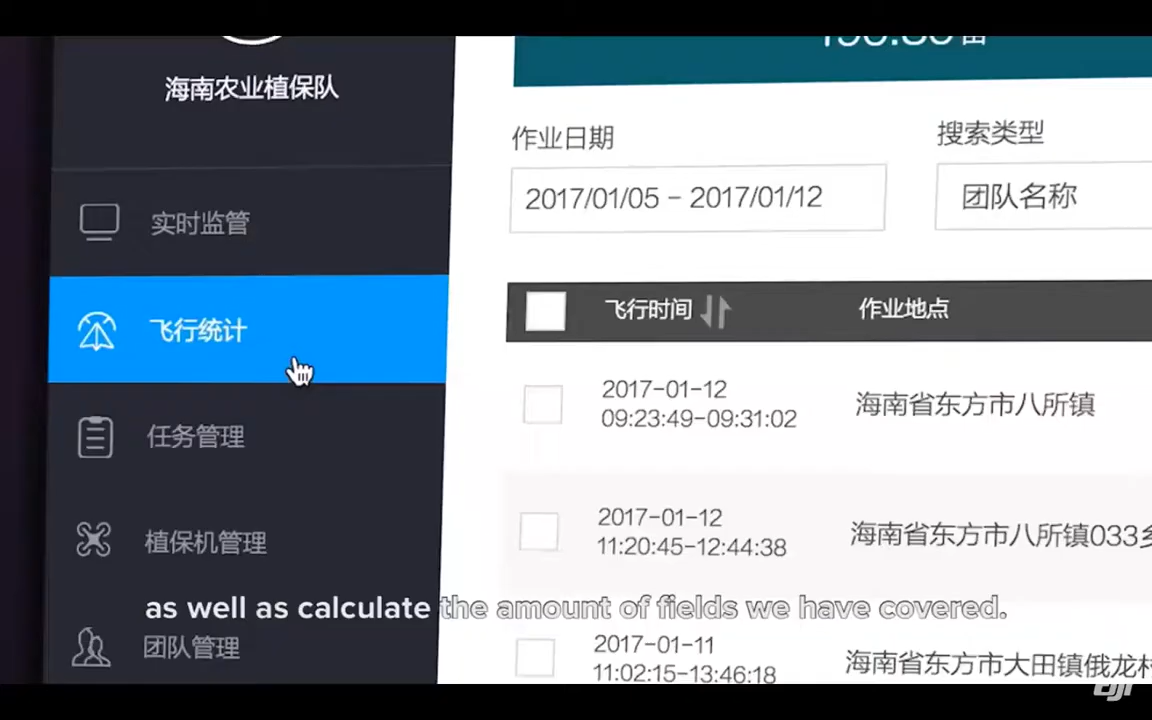 海南农业植保队
作业日期
搜索类型
2017/01/05 - 2017/01/12
团队名称
实时监管
飞行统计
任务管理
植保机管理
团队管理
飞行时间
作业地点
2017-01-12
09:23:49-09:31:02
海南省东方市八所镇
2017-01-12
11:20:45-12:44:38
海南省东方市八所镇033乡
2017-01-11
11:02:15-13:46:18
海南省东方市大田镇俄龙村
as well as calculate the amount of fields we have covered.
dji